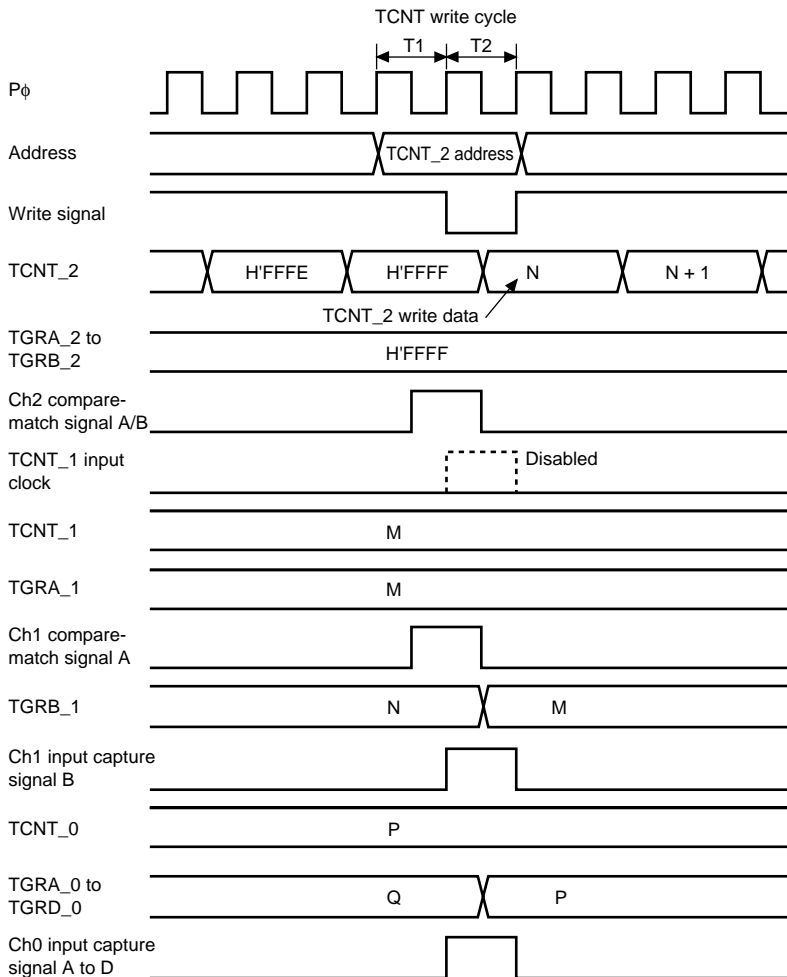 TCNT write cycle
T1 T2
Pϕ
Address TCNT_2 address
Write signal
TCNT_2 H'FFFE H'FFFF N N + 1
TCNT_2 write data
TGRA_2 to
TGRB_2 H'FFFF
Ch2 compare-
match signal A/B
TCNT_1 input
clock Disabled
TCNT_1 M
TGRA_1 M
Ch1 compare-
match signal A
TGRB_1 N M
Ch1 input capture
signal B
TCNT_0 P
TGRA_0 to
TGRD_0 Q P
Ch0 input capture
signal A to D